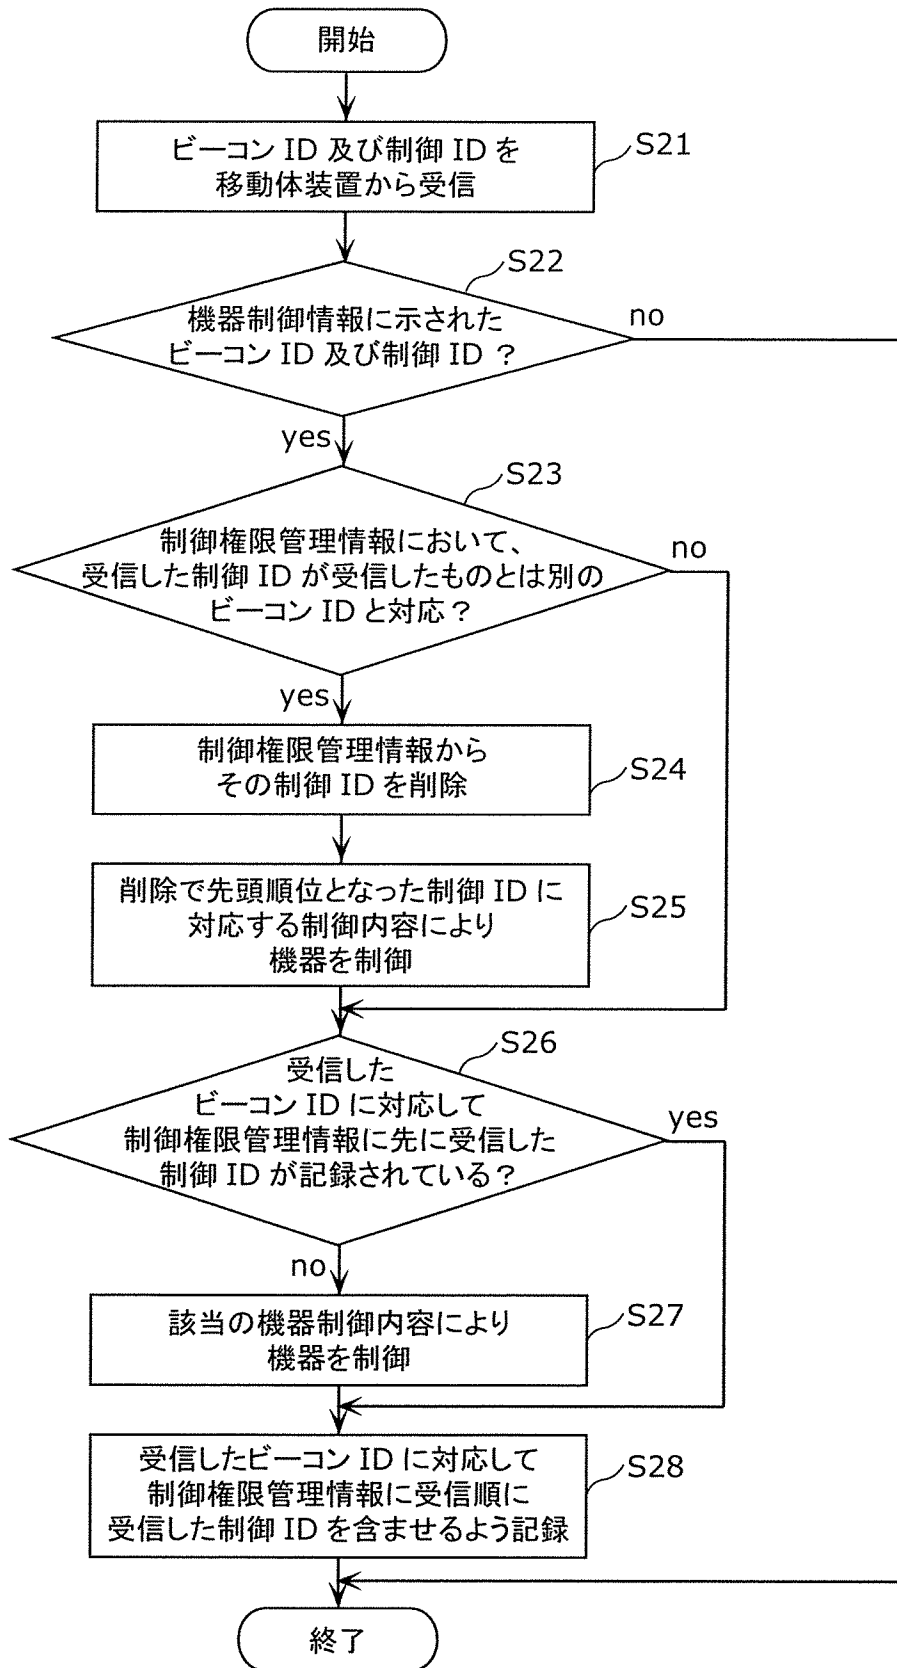 開始
ビーコン ID 及び制御 ID を
移動体装置から受信
S21
S22
機器制御情報に示された
ビーコン ID 及び制御 ID ？
no
yes
S23
制御権限管理情報において、
受信した制御 ID が受信したものとは別の
ビーコン ID と対応？
no
yes
制御権限管理情報から
その制御 ID を削除
S24
削除で先頭順位となった制御 ID に
対応する制御内容により
機器を制御
S25
S26
受信した
ビーコン ID に対応して
制御権限管理情報に先に受信した
制御 ID が記録されている？
yes
no
該当の機器制御内容により
機器を制御
S27
受信したビーコン ID に対応して
制御権限管理情報に受信順に
受信した制御 ID を含ませるよう記録
S28
終了